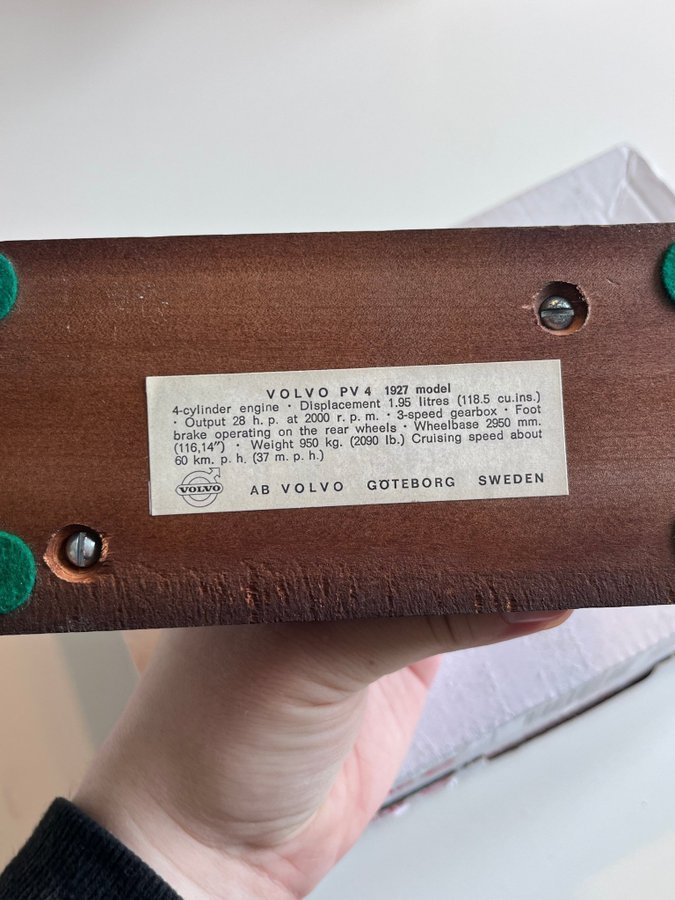 VOLVO PV 4 1927 model
4-cylinder engine · Displacement 1.95 litres (118.5 cu.ins.)
· Output 28 h. p. at 2000 r. p. m. · 3-speed gearbox · Foot
brake operating on the rear wheels · Wheelbase 2950 mm.
(116,14″) · Weight 950 kg. (2090 lb.) Cruising speed about
60 km. p. h. (37 m. p. h.)
VOLVO
AB VOLVO GÖTEBORG SWEDEN